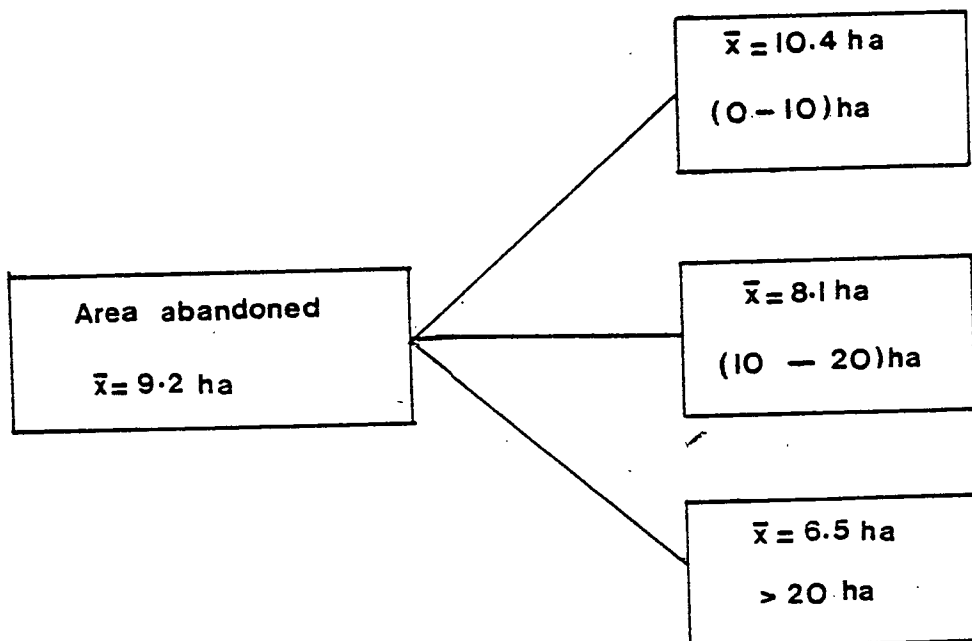 x̄ = 10.4 ha
(0 – 10) ha
Area abandoned
x̄ = 9.2 ha
x̄ = 8.1 ha
(10 – 20) ha
x̄ = 6.5 ha
> 20 ha